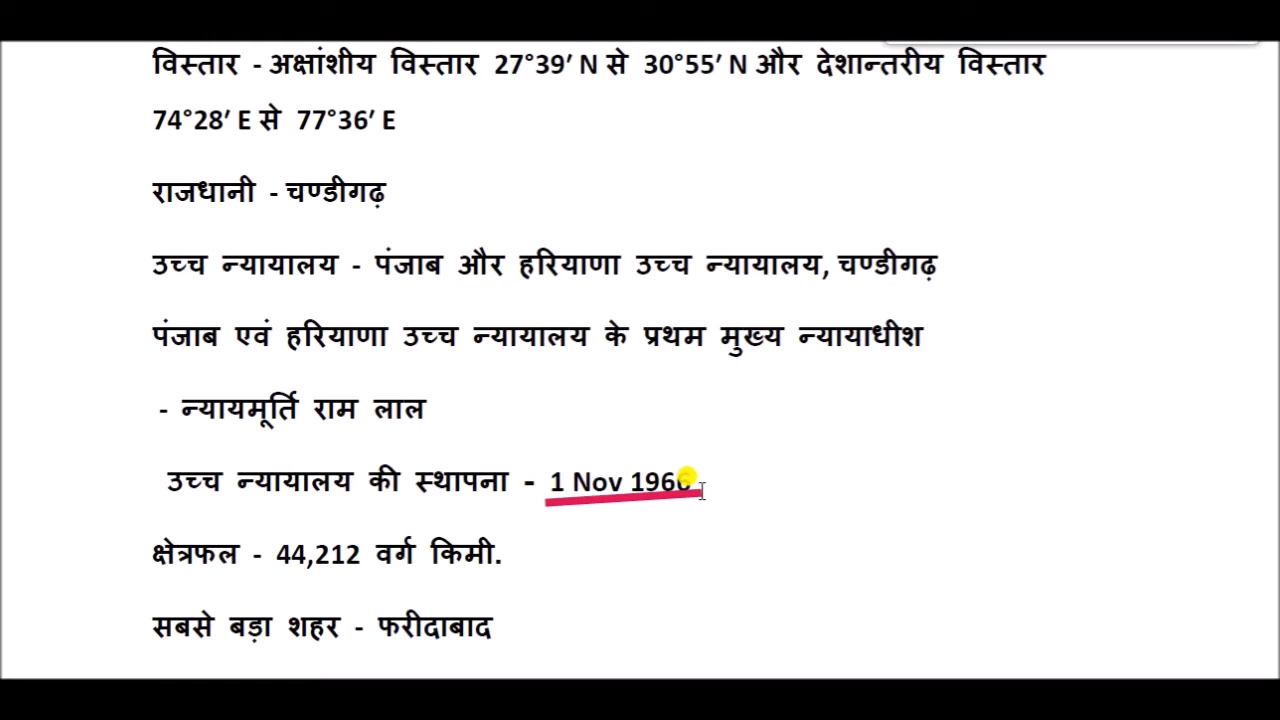 विस्तार - अक्षांशीय विस्तार 27°39′ N से 30°55′ N और देशान्तरीय विस्तार
74°28′ E से 77°36′ E
राजधानी - चण्डीगढ़
उच्च न्यायालय - पंजाब और हरियाणा उच्च न्यायालय, चण्डीगढ़
पंजाब एवं हरियाणा उच्च न्यायालय के प्रथम मुख्य न्यायाधीश
- न्यायमूर्ति राम लाल
उच्च न्यायालय की स्थापना - 1 Nov 1966
क्षेत्रफल - 44,212 वर्ग किमी.
सबसे बड़ा शहर - फरीदाबाद